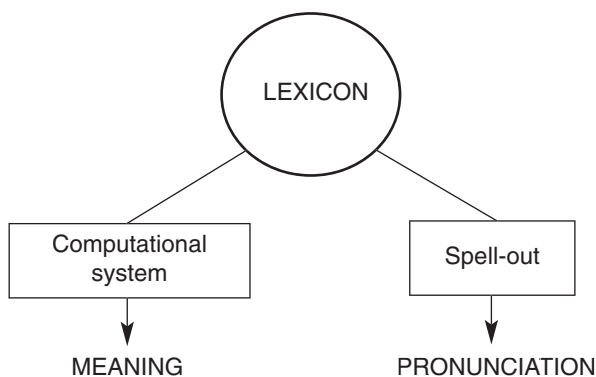 LEXICON
Computational
system
Spell-out
MEANING
PRONUNCIATION